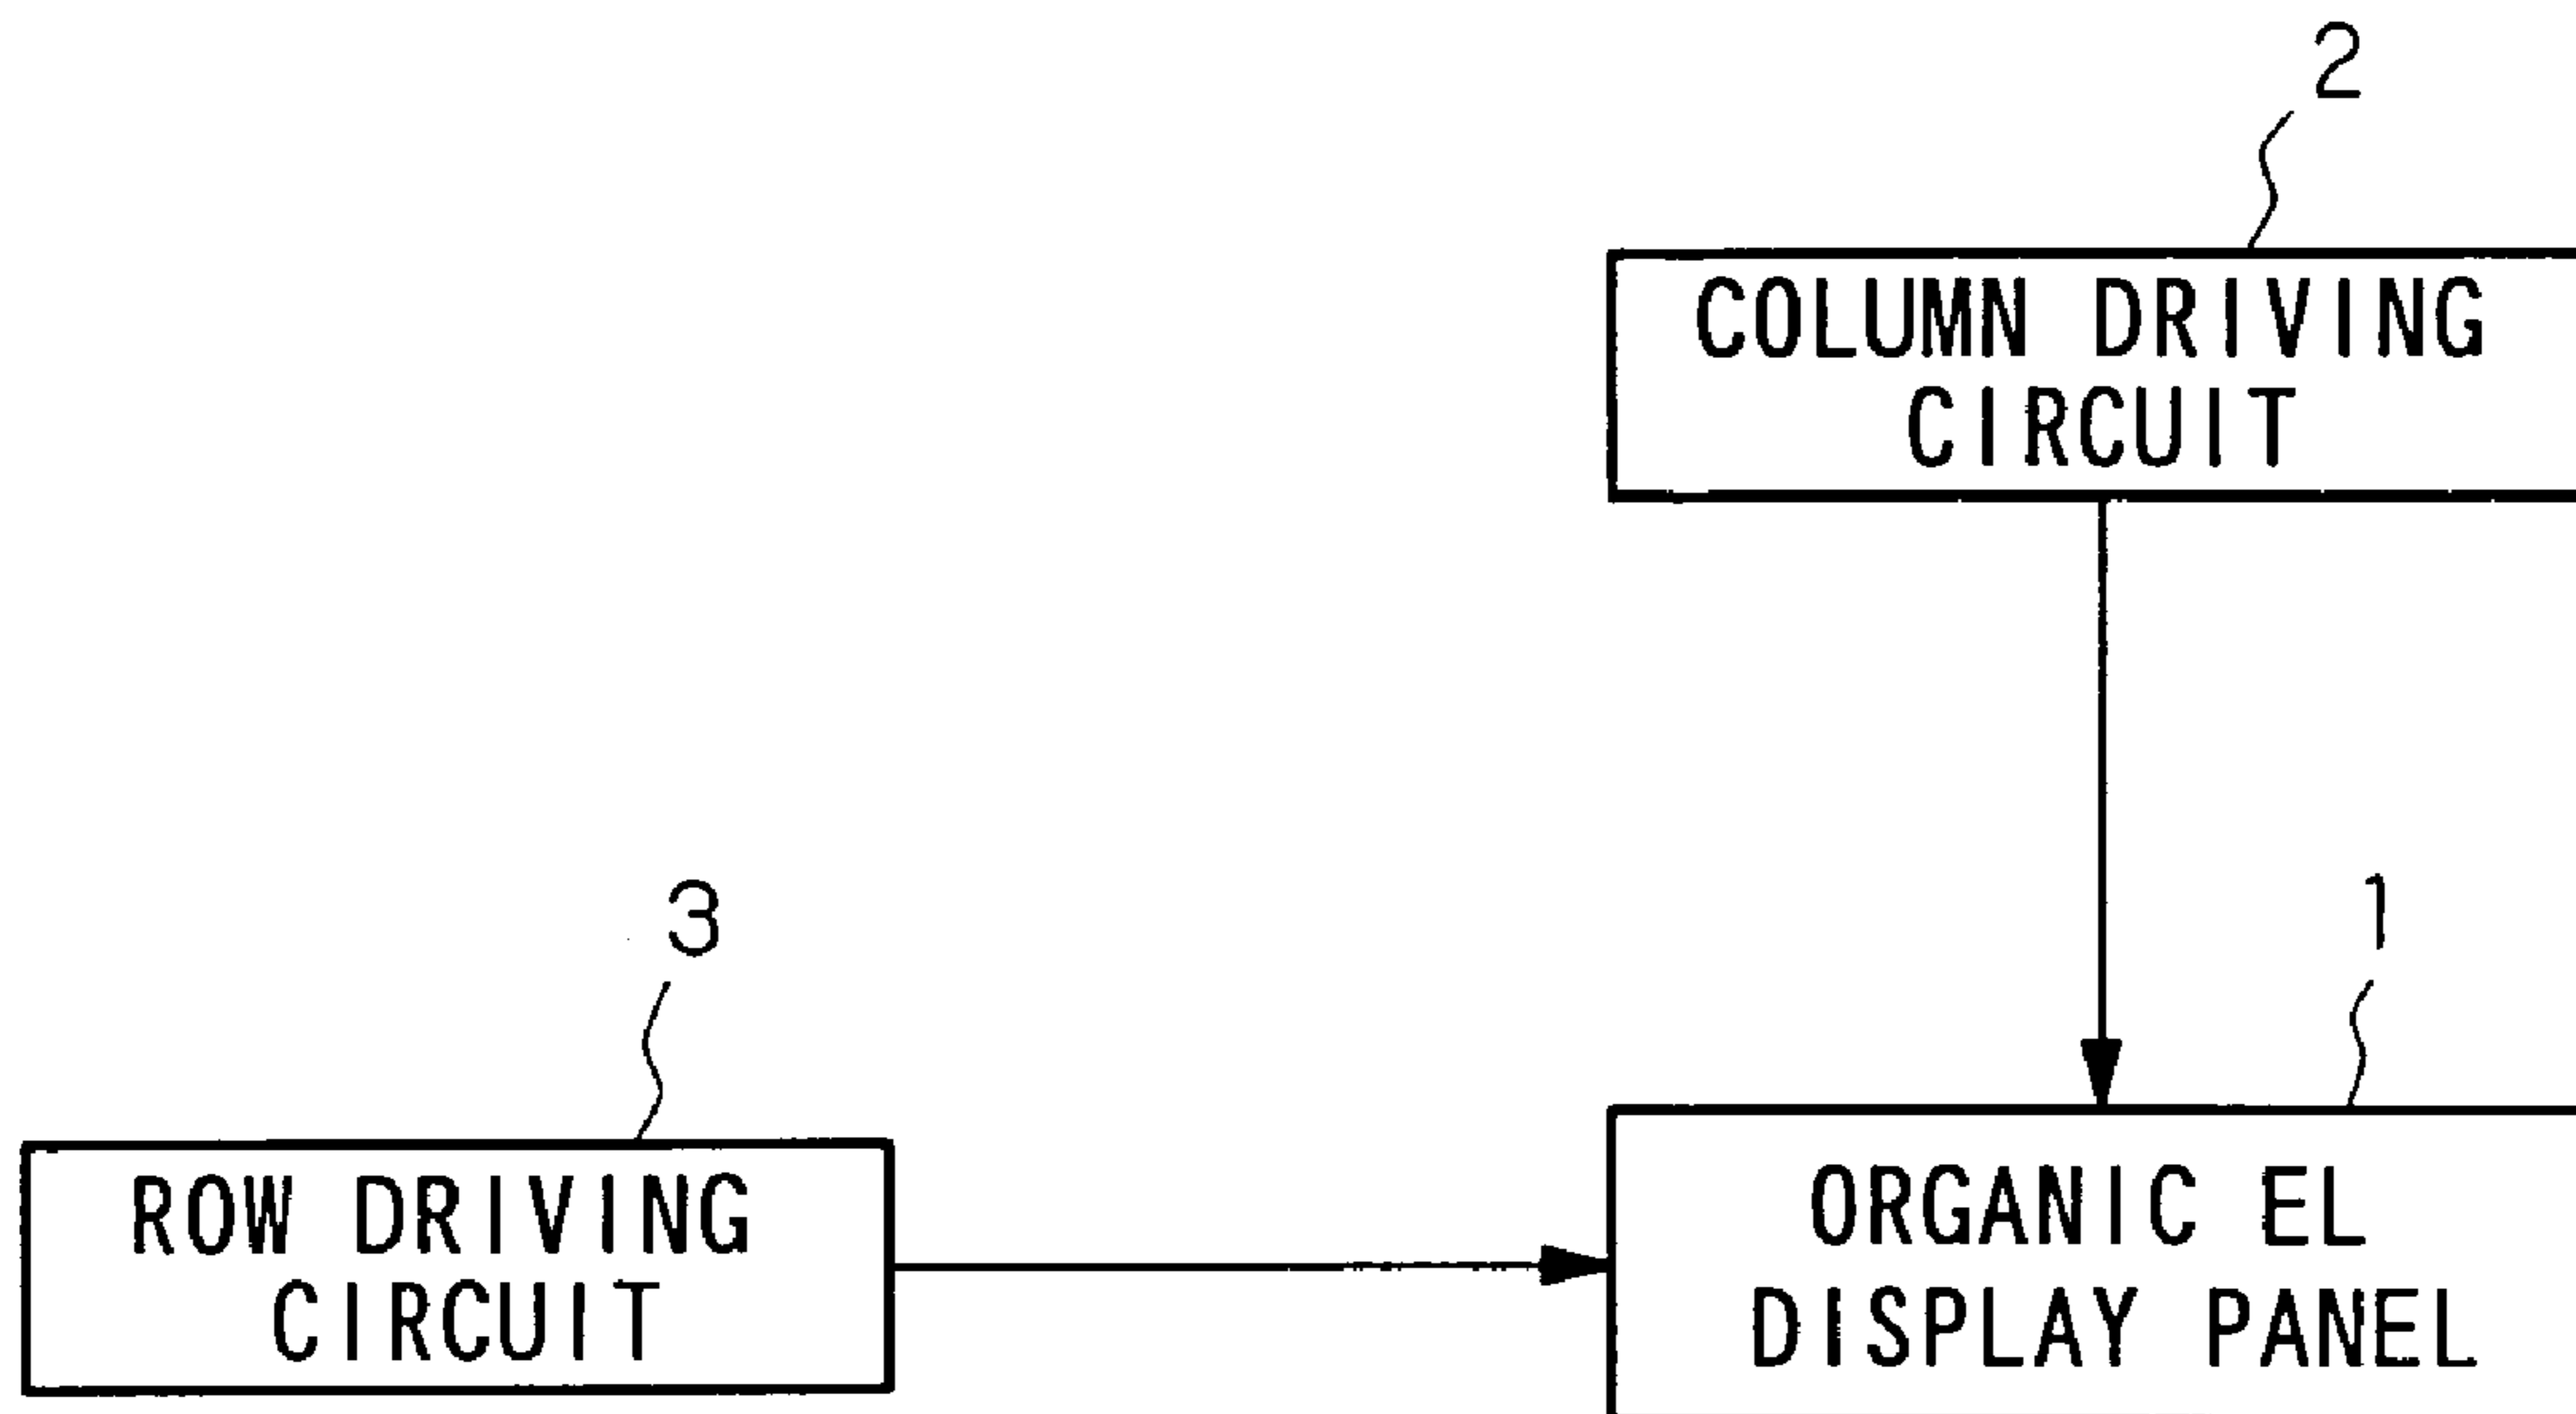 2
COLUMN DRIVING
CIRCUIT
3
1
ROW DRIVING
CIRCUIT
ORGANIC EL
DISPLAY PANEL